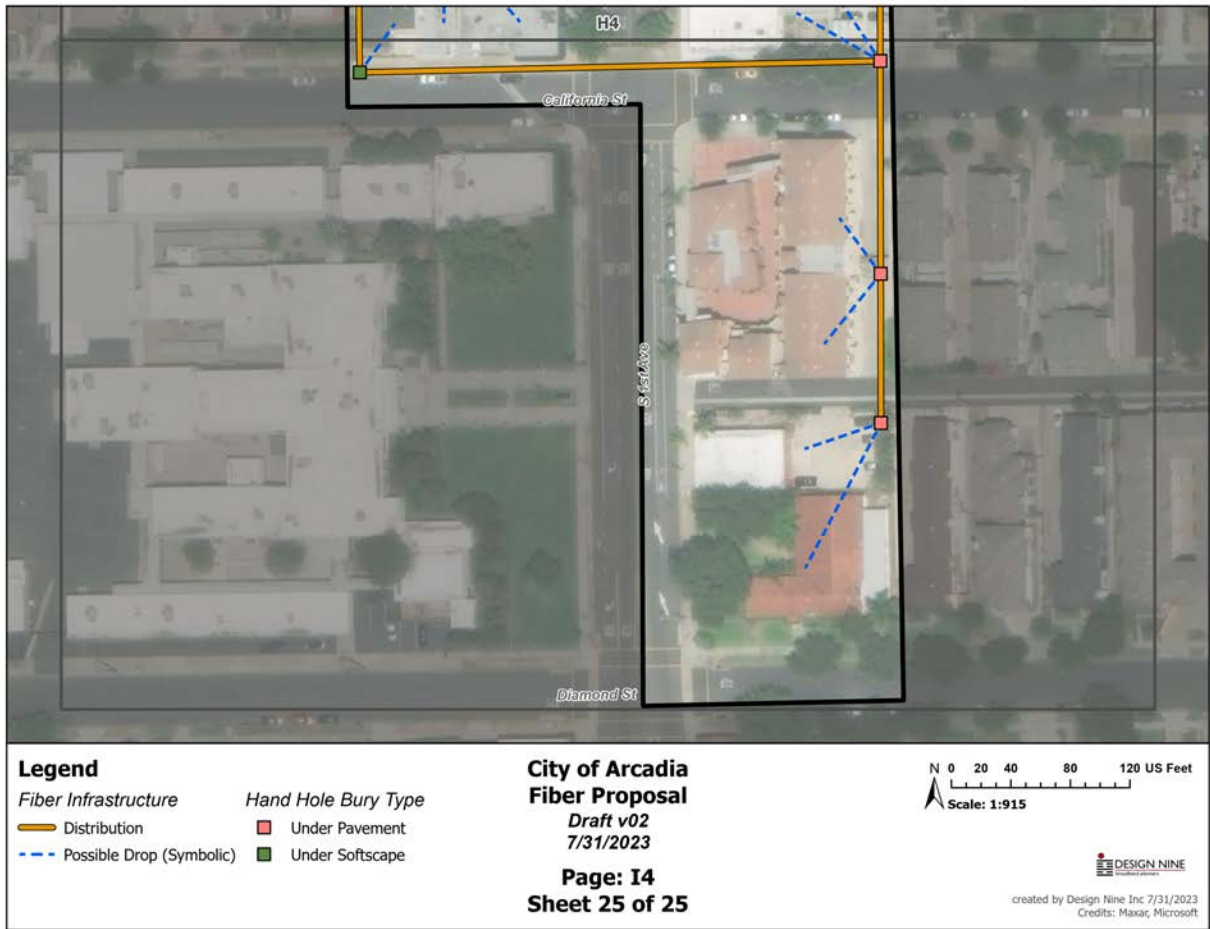 H4
California St
S 1st Ave
Diamond St
Legend
Fiber Infrastructure
Distribution
Possible Drop (Symbolic)
Hand Hole Bury Type
Under Pavement
Under Softscape
City of Arcadia
Fiber Proposal
Draft v02
7/31/2023
Page: I4
Sheet 25 of 25
N 0 20 40 80 120 US Feet
Scale: 1:915
DESIGN NINE
broadband planners
created by Design Nine Inc 7/31/2023
Credits: Maxar, Microsoft